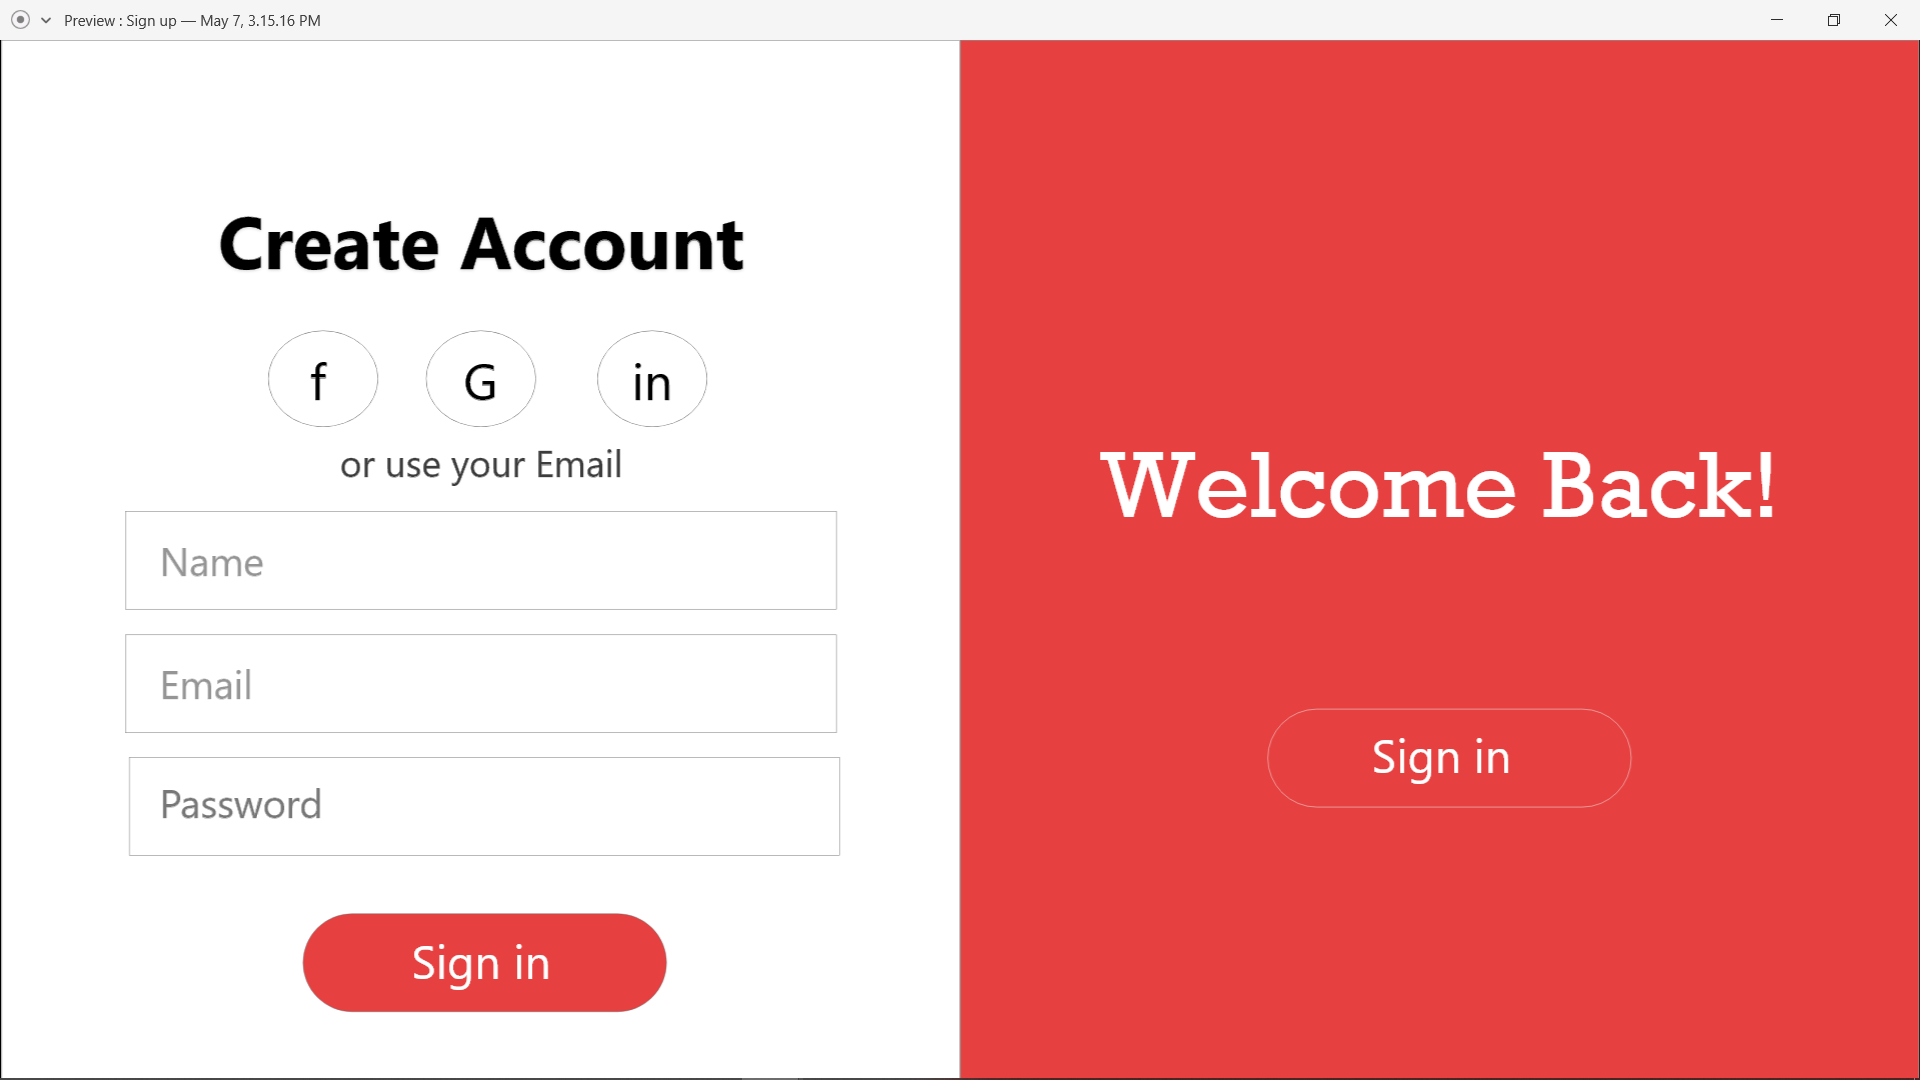 Preview : Sign up — May 7, 3.15.16 PM
Create Account
f G in
or use your Email
Name
Email
Password
Sign in
Welcome Back!
Sign in